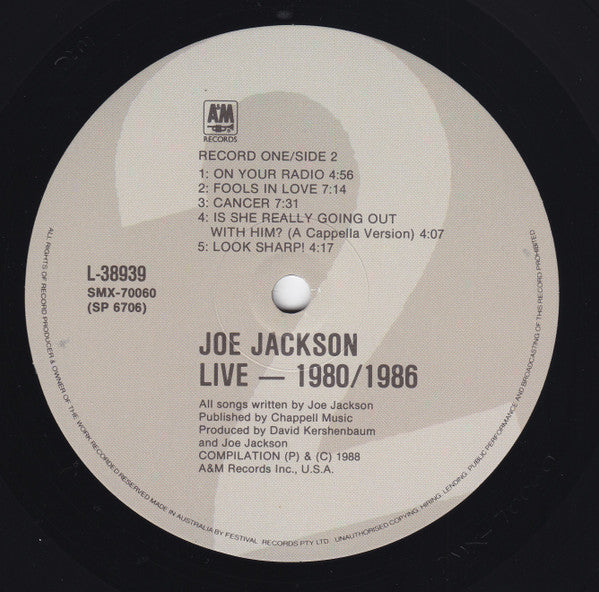 A&M
RECORDS
RECORD ONE/SIDE 2
1: ON YOUR RADIO 4:56
2: FOOLS IN LOVE 7:14
3: CANCER 7:31
4: IS SHE REALLY GOING OUT
WITH HIM? (A Cappella Version) 4:07
5: LOOK SHARP! 4:17
L-38939
SMX-70060
(SP 6706)
JOE JACKSON
LIVE — 1980/1986
All songs written by Joe Jackson
Published by Chappell Music
Produced by David Kershenbaum
and Joe Jackson
COMPILATION (P) & (C) 1988
A&M Records Inc., U.S.A.
ALL RIGHTS OF RECORD PRODUCER & OWNER OF THE WORK RECORDED RESERVED MADE IN AUSTRALIA BY FESTIVAL RECORDS PTY LTD. UNAUTHORISED COPYING, HIRING, LENDING, PUBLIC PERFORMANCE AND BROADCASTING OF THIS RECORD PROHIBITED